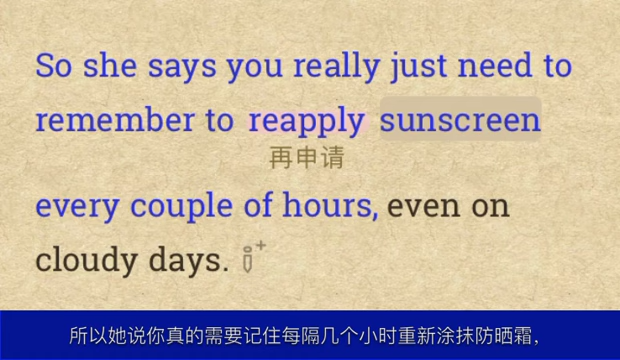 So she says you really just need to
remember to reapply sunscreen
再申请
every couple of hours, even on
cloudy days.
所以她说你真的需要记住每隔几个小时重新涂抹防晒霜，